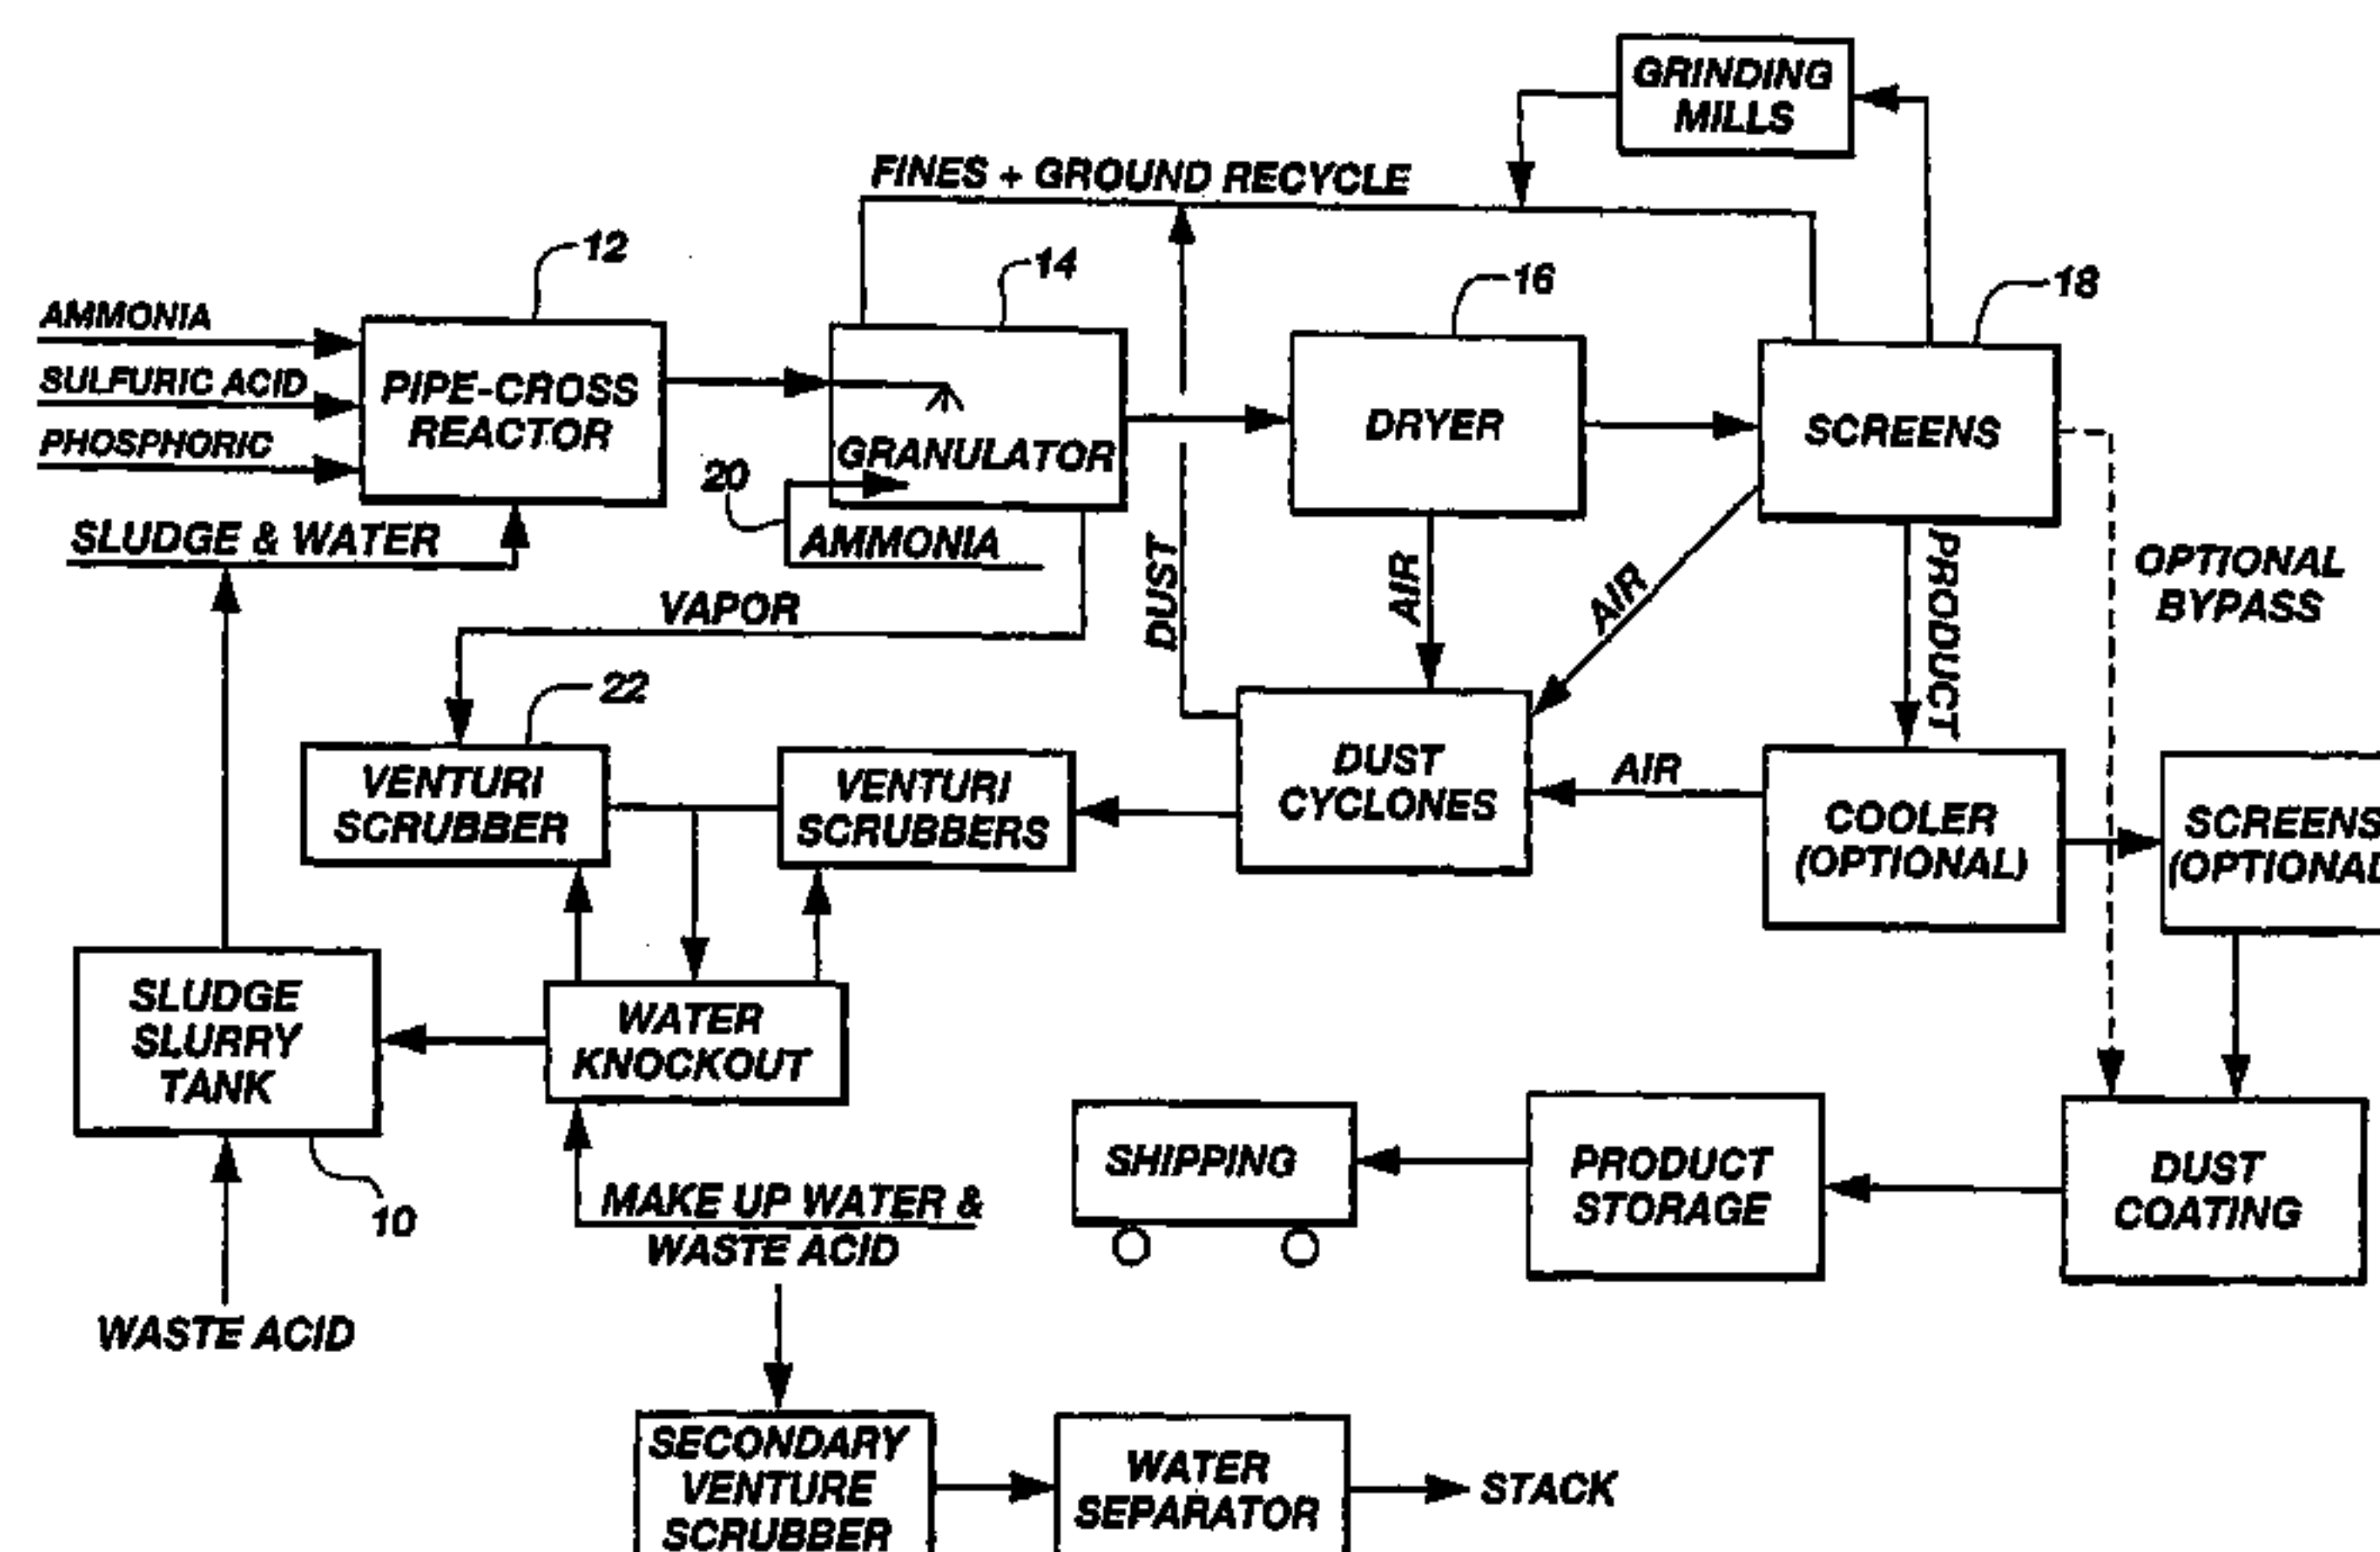 GRINDING
MILLS
FINES + GROUND RECYCLE
12
14
16
18
AMMONIA
SULFURIC ACID
PHOSPHORIC
PIPE-CROSS
REACTOR
GRANULATOR
DRYER
SCREENS
20
SLUDGE & WATER
AMMONIA
VAPOR
DUST
AIR
AIR
PRODUCT
OPTIONAL
BYPASS
22
VENTURI
SCRUBBER
VENTURI
SCRUBBERS
DUST
CYCLONES
AIR
COOLER
(OPTIONAL)
SCREENS
(OPTIONAL
SLUDGE
SLURRY
TANK
WATER
KNOCKOUT
10
MAKE UP WATER &
WASTE ACID
SHIPPING
PRODUCT
STORAGE
DUST
COATING
WASTE ACID
SECONDARY
VENTURE
SCRUBBER
WATER
SEPARATOR
STACK